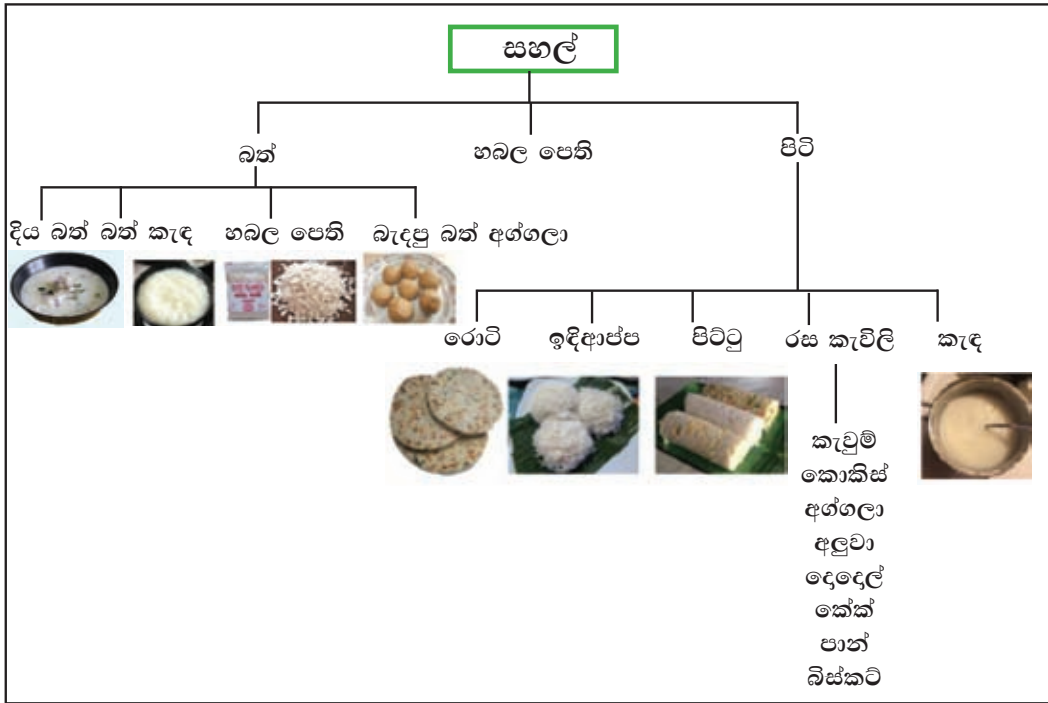 සහල්
බත්
හබල පෙති
පිටි
දිය බත් බත් කැඳ හබල පෙති බැදපු බත් අග්ගලා
රොටි ඉඳිආප්ප පිට්ටු රස කැවිලි කැඳ
කැවුම්
කොකිස්
අග්ගලා
අලුවා
දොදොල්
කේක්
පාන්
බිස්කට්